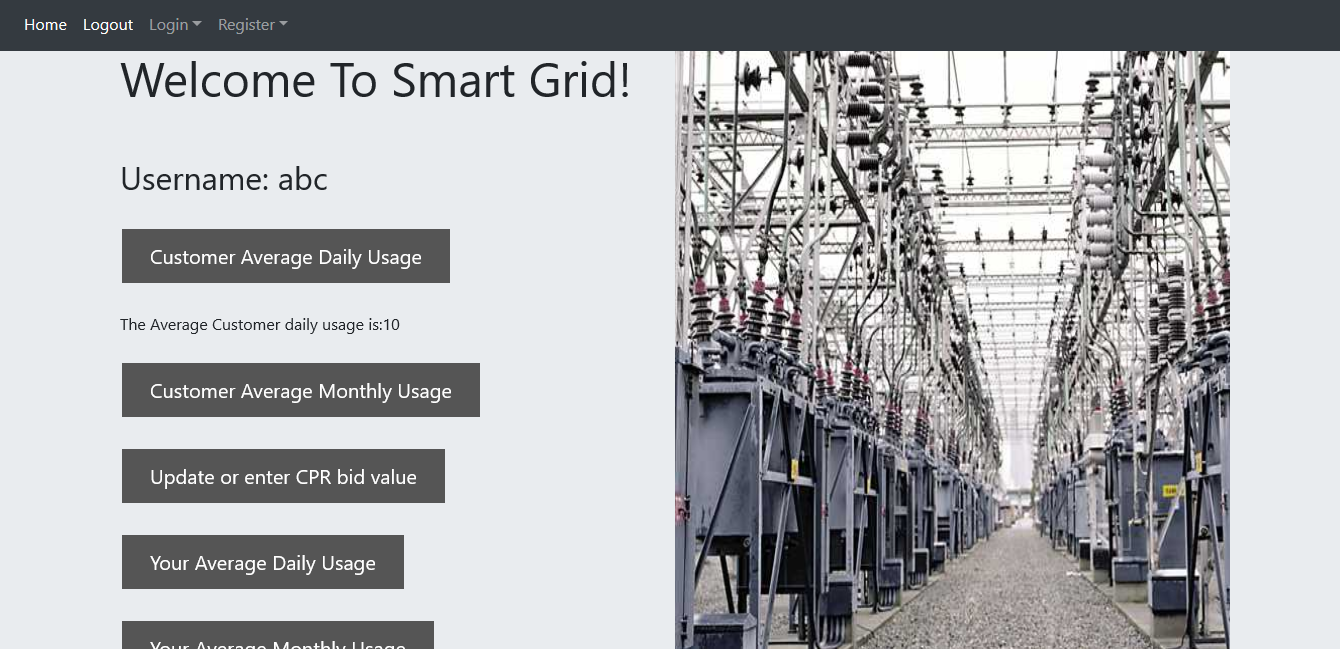 Home Logout Login Register
Welcome To Smart Grid!
Username: abc
Customer Average Daily Usage
The Average Customer daily usage is:10
Customer Average Monthly Usage
Update or enter CPR bid value
Your Average Daily Usage
Your Average Monthly Usage